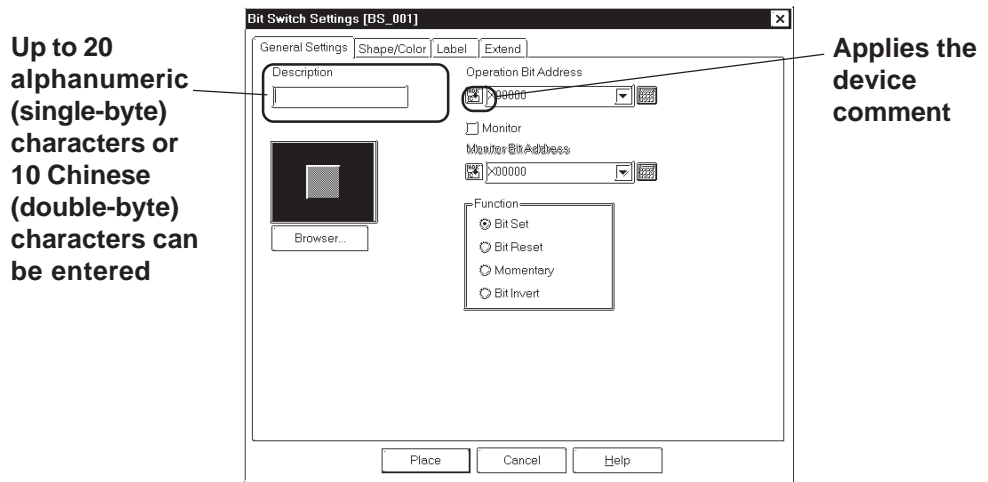 Bit Switch Settings [BS_001]
General Settings Shape/Color Label Extend
Up to 20
alphanumeric
(single-byte)
characters or
10 Chinese
(double-byte)
characters can
be entered
Description
Operation Bit Address
X00000
Monitor
Monitor Bit Address
X00000
Browser...
Function
Bit Set
Bit Reset
Momentary
Bit Invert
Applies the
device
comment
Place Cancel Help